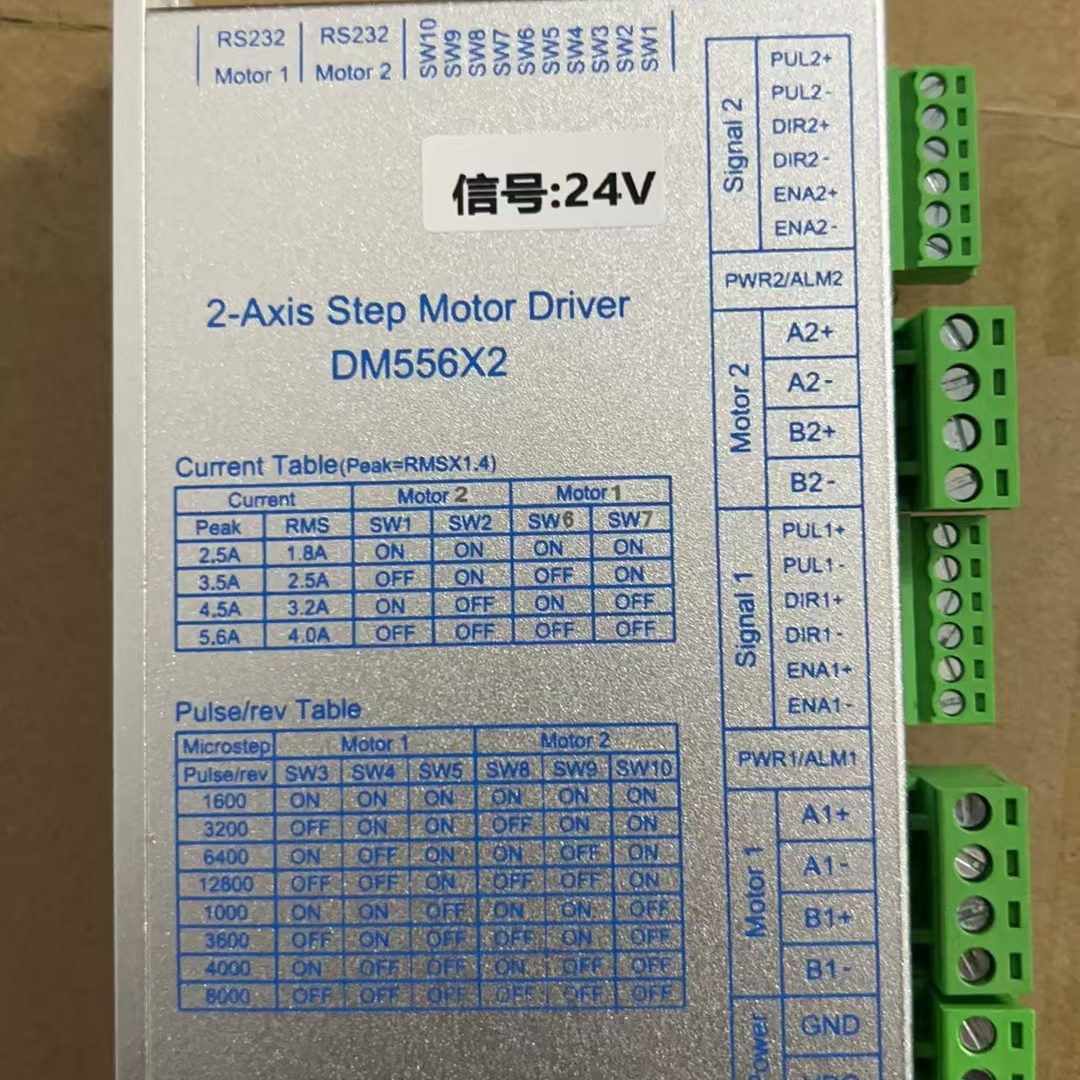 RS232 RS232 SW10 SW9 SW8 SW7 SW6 SW5 SW4 SW3 SW2 SW1
Motor 1 Motor 2
信号:24V
2-Axis Step Motor Driver
DM556X2
Current Table(Peak=RMSX1.4)
Current Motor 2 Motor 1
Peak RMS SW1 SW2 SW6 SW7
2.5A 1.8A ON ON ON ON
3.5A 2.5A OFF ON OFF ON
4.5A 3.2A ON OFF ON OFF
5.6A 4.0A OFF OFF OFF OFF
Pulse/rev Table
Microstep Motor 1 Motor 2
Pulse/rev SW3 SW4 SW5 SW8 SW9 SW10
1600 ON ON ON ON ON ON
3200 OFF ON ON OFF ON ON
6400 ON OFF ON ON OFF ON
12800 OFF OFF ON OFF OFF ON
1000 ON ON OFF ON ON OFF
3600 OFF ON OFF OFF ON OFF
4000 ON OFF OFF ON OFF OFF
8000 OFF OFF OFF OFF OFF OFF
Signal 2
PUL2+
PUL2-
DIR2+
DIR2-
ENA2+
ENA2-
PWR2/ALM2
Motor 2
A2+
A2-
B2+
B2-
Signal 1
PUL1+
PUL1-
DIR1+
DIR1-
ENA1+
ENA1-
PWR1/ALM1
Motor 1
A1+
A1-
B1+
B1-
Power
GND